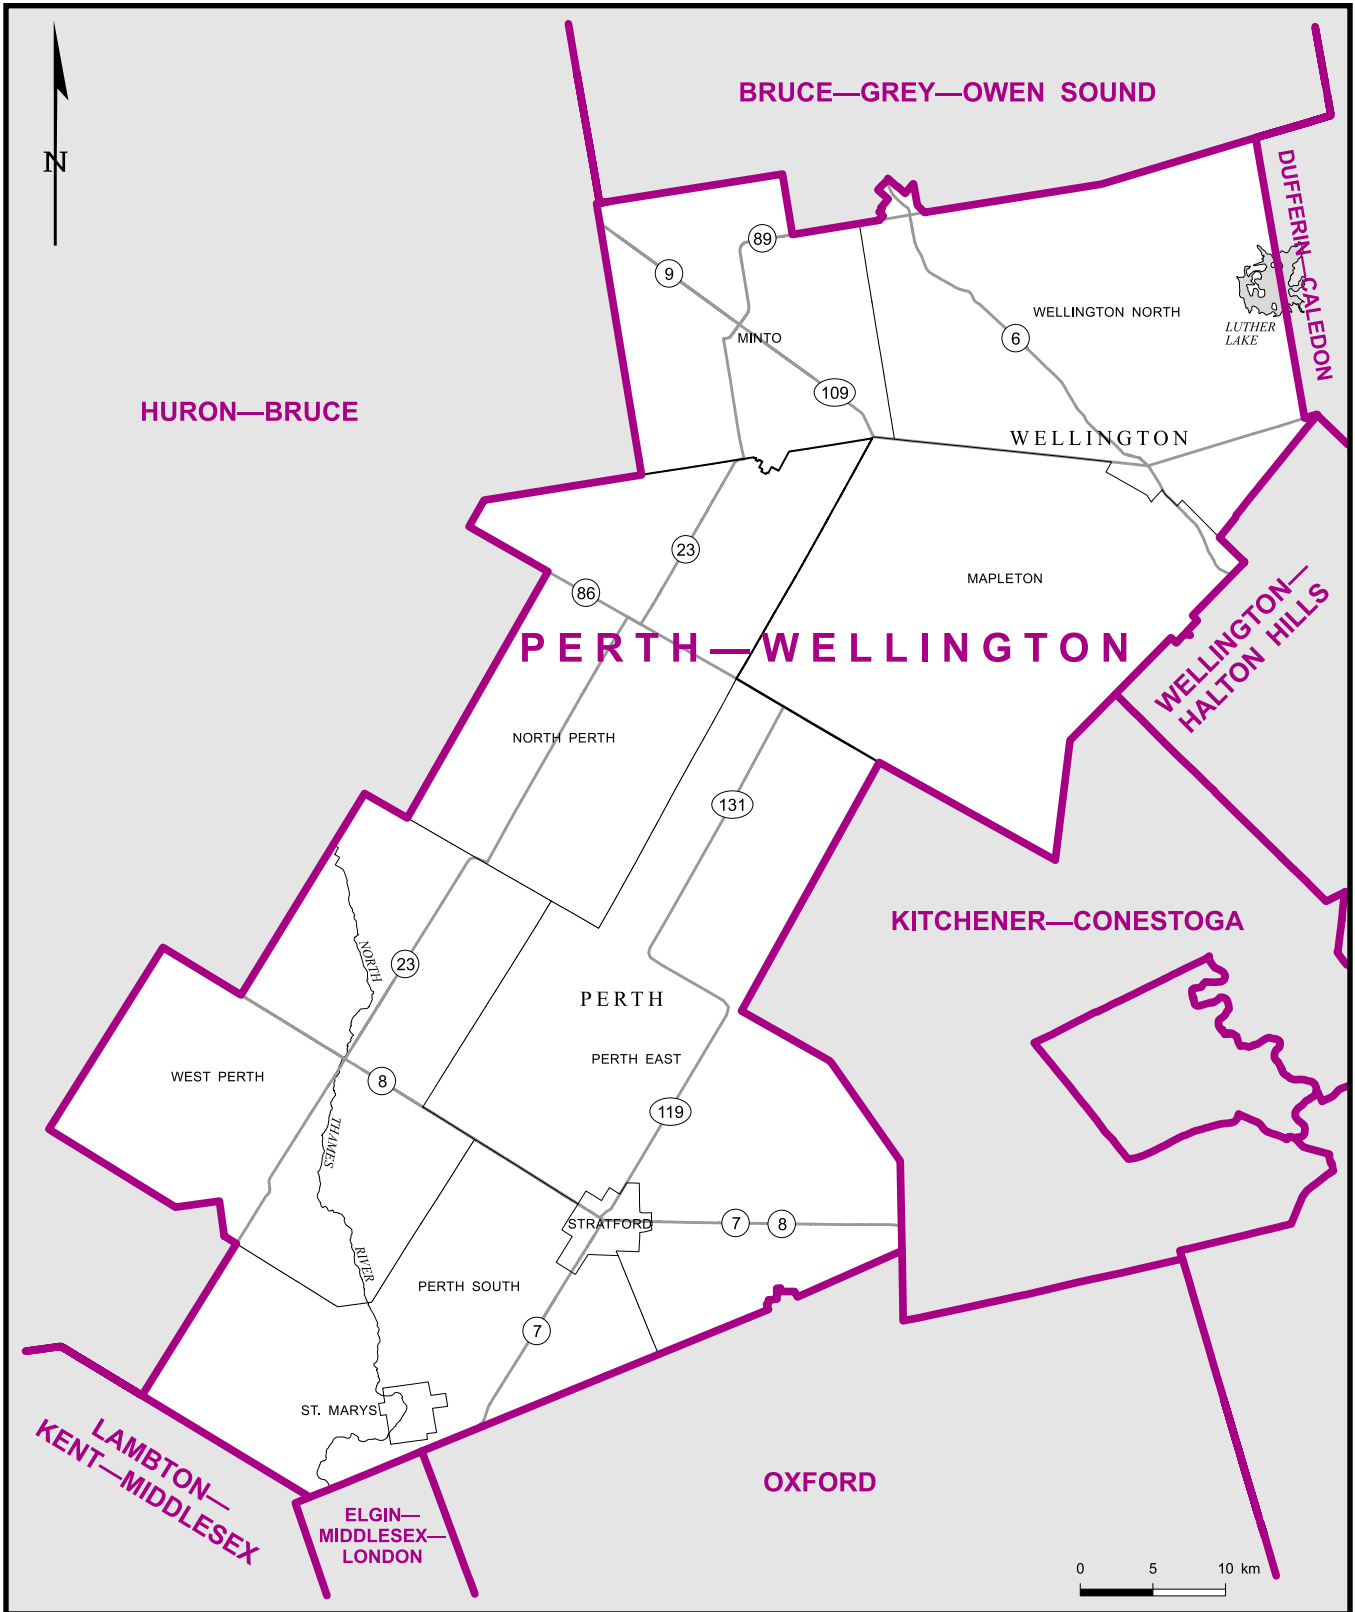 BRUCE—GREY—OWEN SOUND
N
DUFFERIN—CALEDON
89
9
WELLINGTON NORTH
LUTHER
LAKE
MINTO
6
109
HURON—BRUCE
WELLINGTON
23
86
MAPLETON
PERTH—WELLINGTON
WELLINGTON—
HALTON HILLS
NORTH PERTH
131
KITCHENER—CONESTOGA
NORTH
23
PERTH
PERTH EAST
WEST PERTH
8
119
THAMES
STRATFORD
7
8
RIVER
PERTH SOUTH
7
ST. MARYS
LAMBTON—
KENT—MIDDLESEX
OXFORD
ELGIN—
MIDDLESEX—
LONDON
0 5 10 km